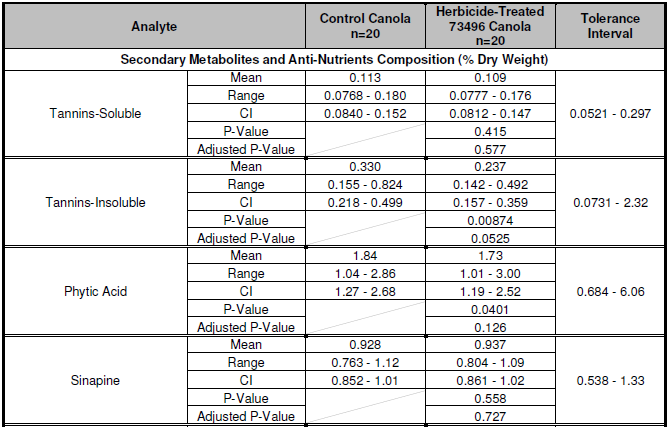 Analyte Control Canola n=20 Herbicide-Treated 73496 Canola n=20 Tolerance Interval
Secondary Metabolites and Anti-Nutrients Composition (% Dry Weight)
Tannins-Soluble Mean 0.113 0.109 0.0521 - 0.297
Range 0.0768 - 0.180 0.0777 - 0.176
CI 0.0840 - 0.152 0.0812 - 0.147
P-Value 0.415
Adjusted P-Value 0.577
Tannins-Insoluble Mean 0.330 0.237 0.0731 - 2.32
Range 0.155 - 0.824 0.142 - 0.492
CI 0.218 - 0.499 0.157 - 0.359
P-Value 0.00874
Adjusted P-Value 0.0525
Phytic Acid Mean 1.84 1.73 0.684 - 6.06
Range 1.04 - 2.86 1.01 - 3.00
CI 1.27 - 2.68 1.19 - 2.52
P-Value 0.0401
Adjusted P-Value 0.126
Sinapine Mean 0.928 0.937 0.538 - 1.33
Range 0.763 - 1.12 0.804 - 1.09
CI 0.852 - 1.01 0.861 - 1.02
P-Value 0.558
Adjusted P-Value 0.727